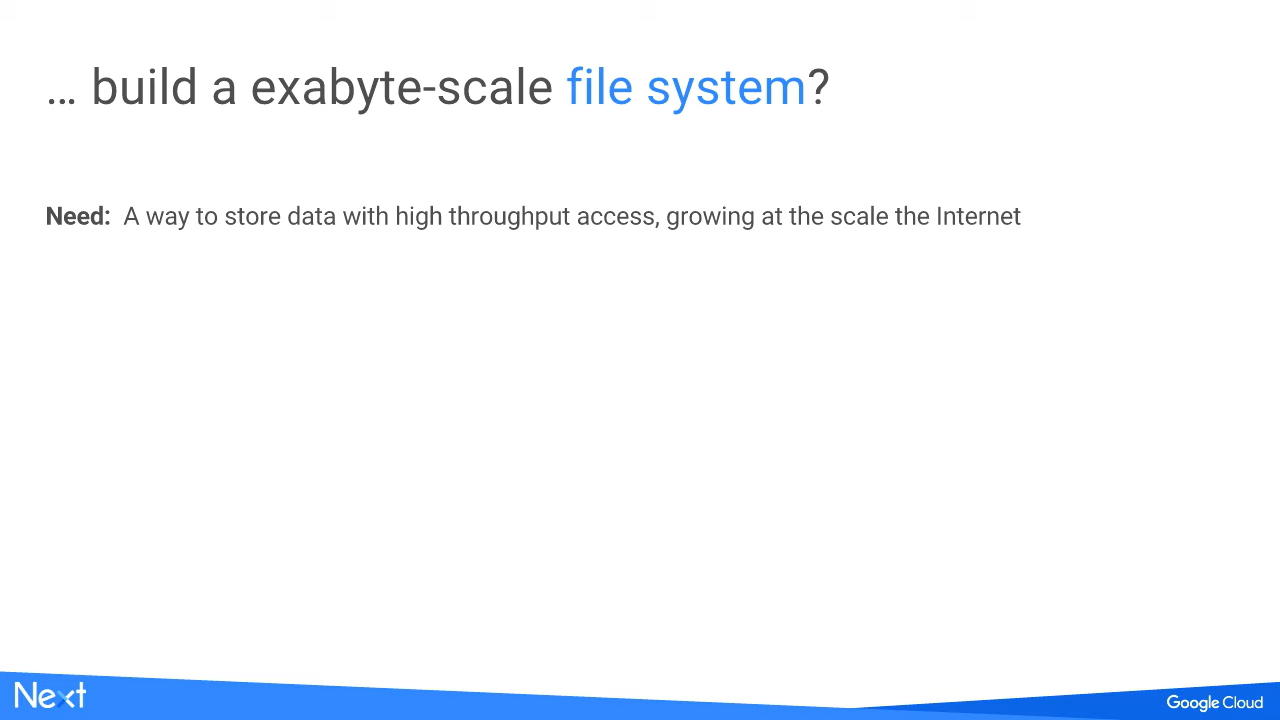 ... build a exabyte-scale file system?
Need: A way to store data with high throughput access, growing at the scale the Internet
Next
Google Cloud